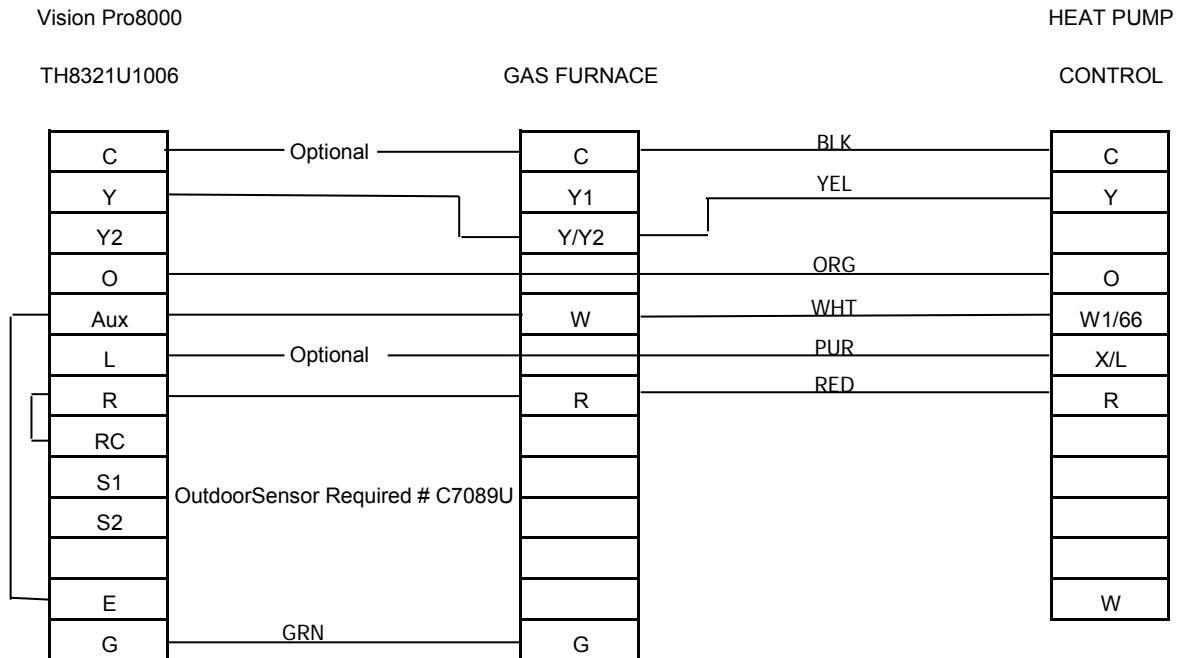 Vision Pro8000 HEAT PUMP
TH8321U1006 GAS FURNACE CONTROL
C Optional C BLK C
Y Y1 YEL Y
Y2 Y/Y2
O ORG O
Aux W WHT W1/66
L Optional PUR X/L
R R RED R
RC
S1
OutdoorSensor Required # C7089U
S2
E W
G GRN G